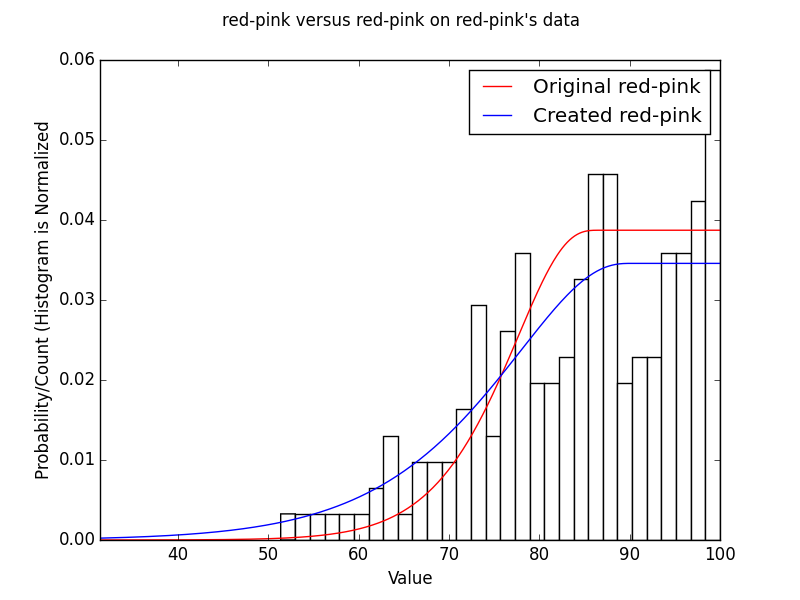 red-pink versus red-pink on red-pink's data
0.06
0.05
0.04
0.03
0.02
0.01
0.00
Probability/Count (Histogram is Normalized
Original red-pink
Created red-pink
40 50 60 70 80 90 100
Value